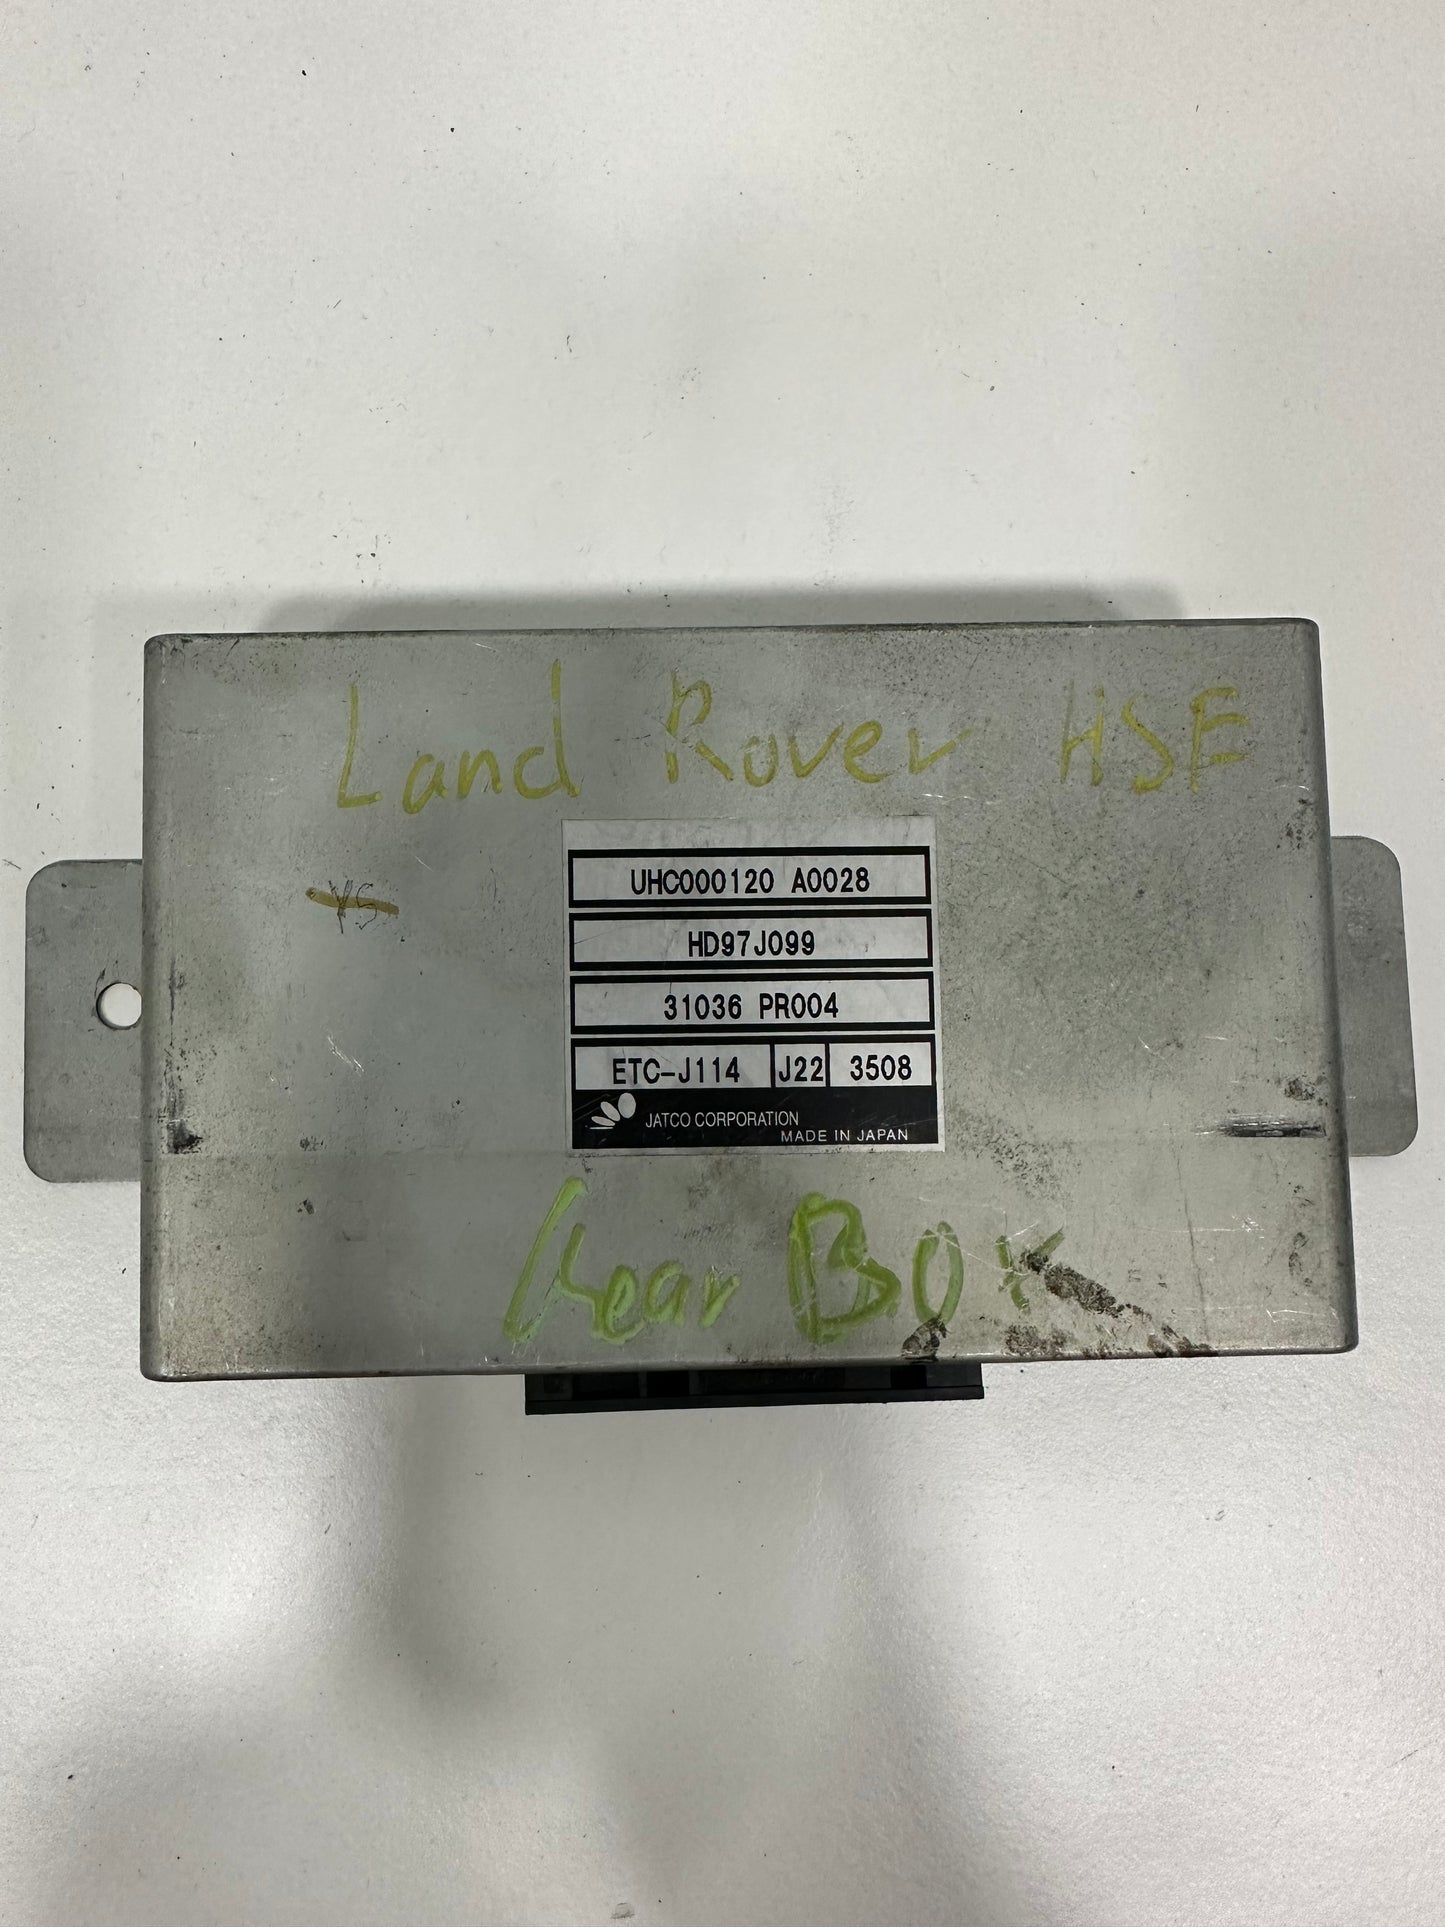 Land Rover HSE
UHC000120 A0028
YS
HD97J099
31036 PR004
ETC-J114 J22 3508
JATCO CORPORATION
MADE IN JAPAN
Gear BOX